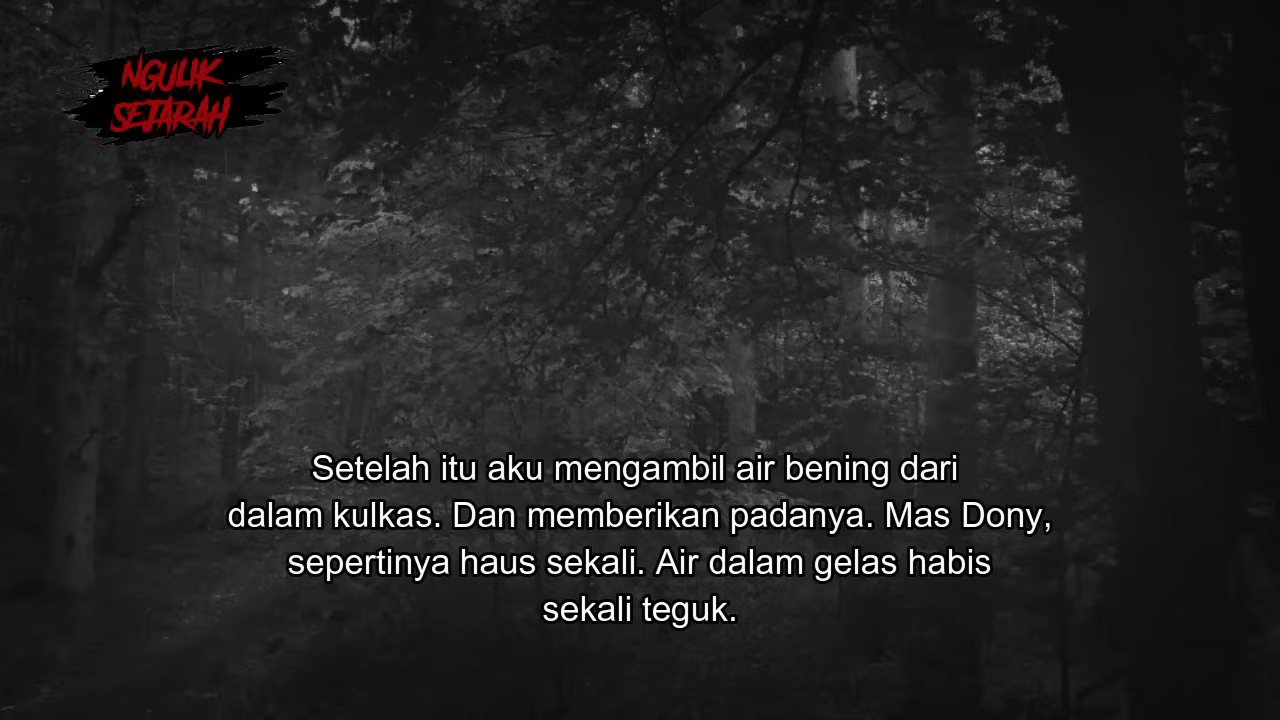 NGULIK
SEJARAH
Setelah itu aku mengambil air bening dari
dalam kulkas. Dan memberikan padanya. Mas Dony,
sepertinya haus sekali. Air dalam gelas habis
sekali teguk.